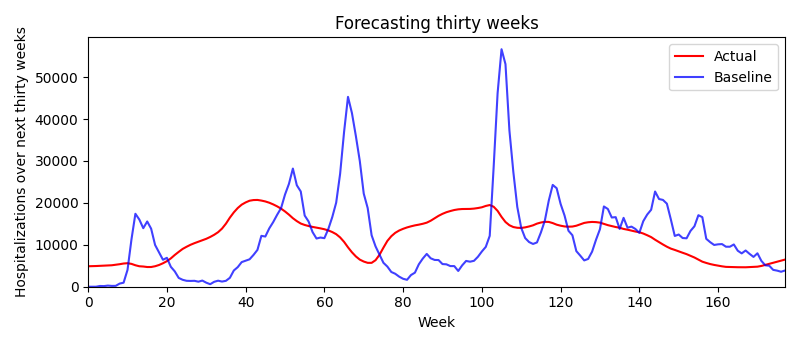 Forecasting thirty weeks
Hospitalizations over next thirty weeks
50000
40000
30000
20000
10000
0
Actual
Baseline
0 20 40 60 80 100 120 140 160
Week